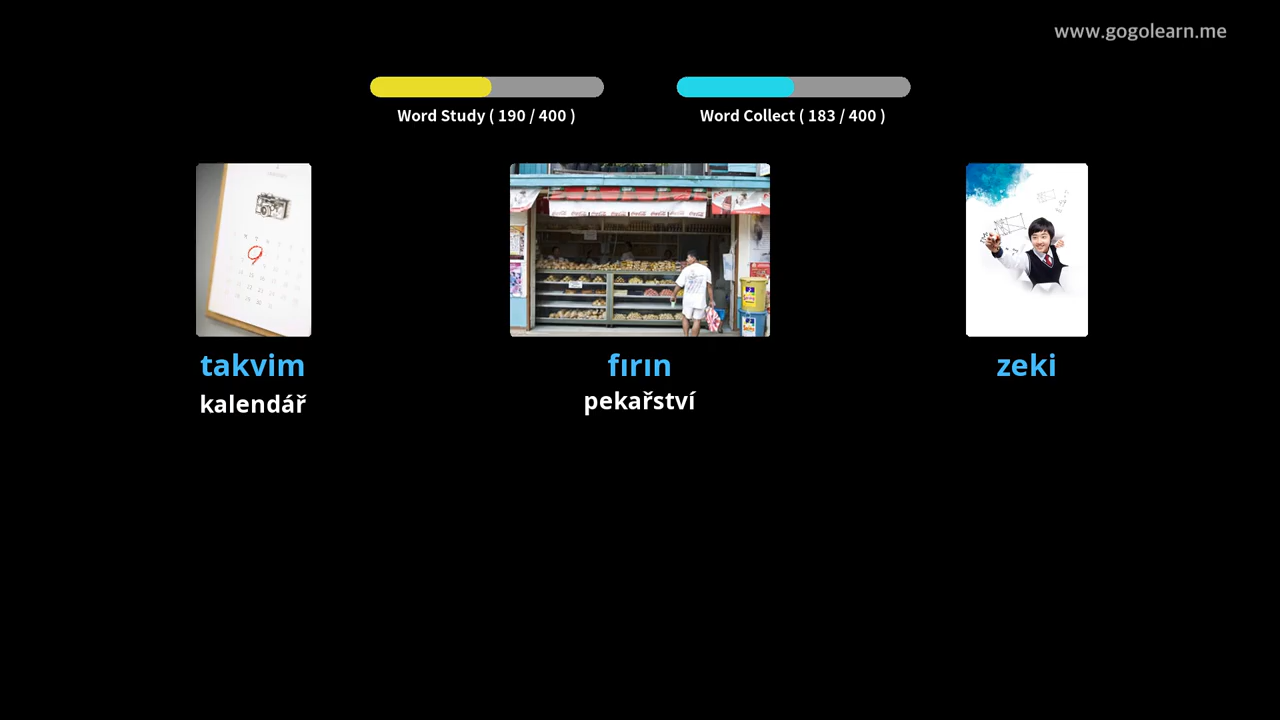 www.gogolearn.me
Word Study ( 190 / 400 )
Word Collect ( 183 / 400 )
takvim
kalendář
fırın
pekařství
zeki